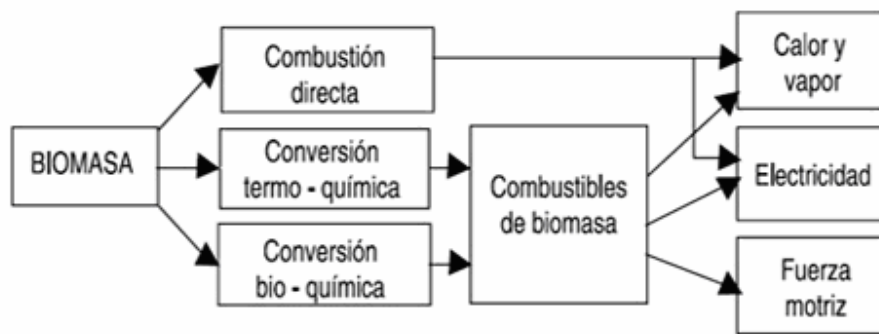 BIOMASA
Combustión
directa
Conversión
termo - química
Conversión
bio - química
Combustibles
de biomasa
Calor y
vapor
Electricidad
Fuerza
motriz